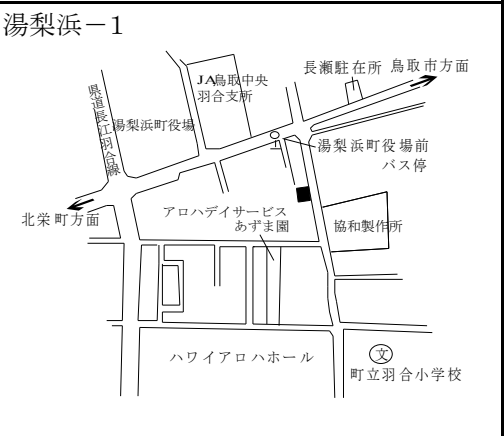 湯梨浜－1
長瀬駐在所
鳥取市方面
JA鳥取中央
羽合支所
県道長江羽合線
湯梨浜町役場
湯梨浜町役場前
バス停
北栄町方面
アロハデイサービス
あずま園
協和製作所
ハワイアロハホール
文
町立羽合小学校